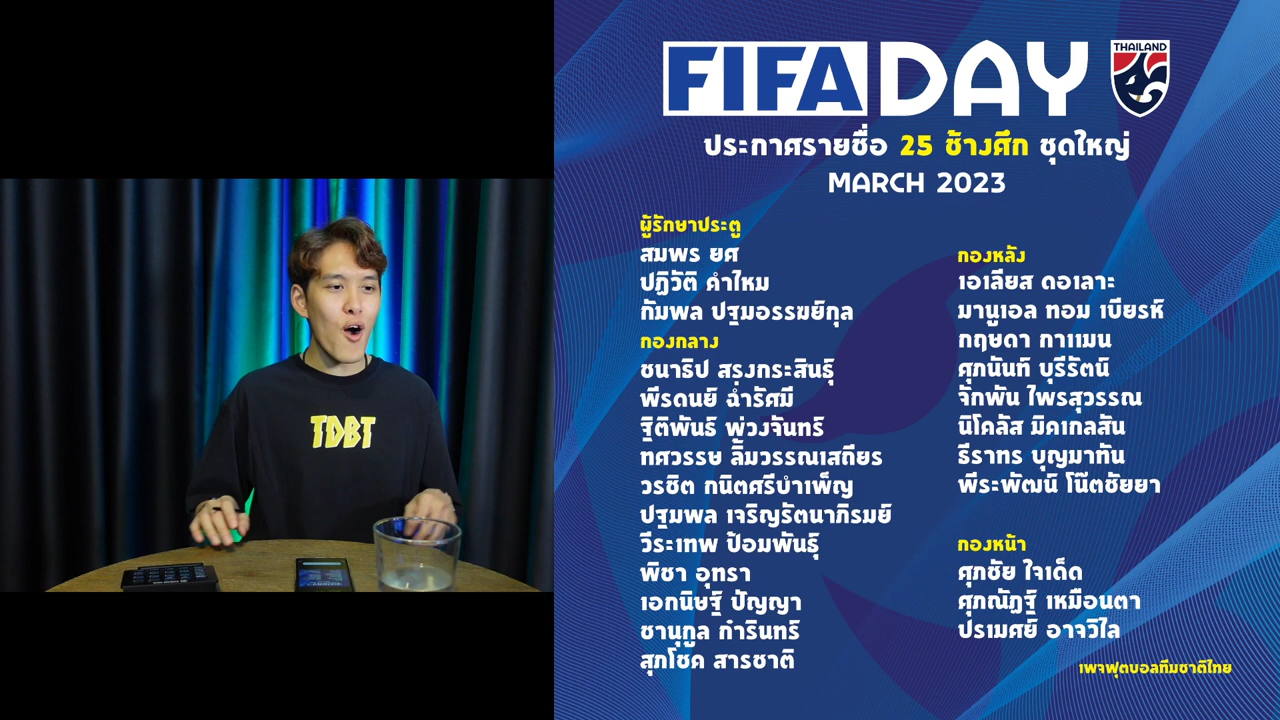 FIFA DAY
THAILAND
ประกาศรายชื่อ 25 ช้างศึก ชุดใหญ่
MARCH 2023
ผู้รักษาประตู
สมพร ยศ
ปฏิวัติ คำไหม
กัมพล ปฐมอรรฆย์กุล
กองกลาง
ชนาธิป สรงกระสินธุ์
พีรดนย์ ฉ่ำรัศมี
ฐิติพันธ์ พ่วงจันทร์
ทศวรรษ ลิ้มวรรณเสถียร
วรชิต กนิตศรีบำเพ็ญ
ปฐมพล เจริญรัตนาภิรมย์
วีระเทพ ป้อมพันธุ์
พิชา อุทรา
เอกนิษฐ์ ปัญญา
ชานุกูล ก๋ารินทร์
สุภโชค สารชาติ
กองหลัง
เอเลียส ดอเลาะ
มานูเอล ทอม เบียรห์
กฤษดา กาแมน
ศุภนันท์ บุรีรัตน์
จักพัน ไพรสุวรรณ
นิโคลัส มิคเกลสัน
ธีราทร บุญมาทัน
พีระพัฒน์ โน๊ตชัยยา
กองหน้า
ศุภชัย ใจเด็ด
ศุภณัฏฐ์ เหมือนตา
ปรเมศย์ อาจวิไล
เพจฟุตบอลทีมชาติไทย
TDBT